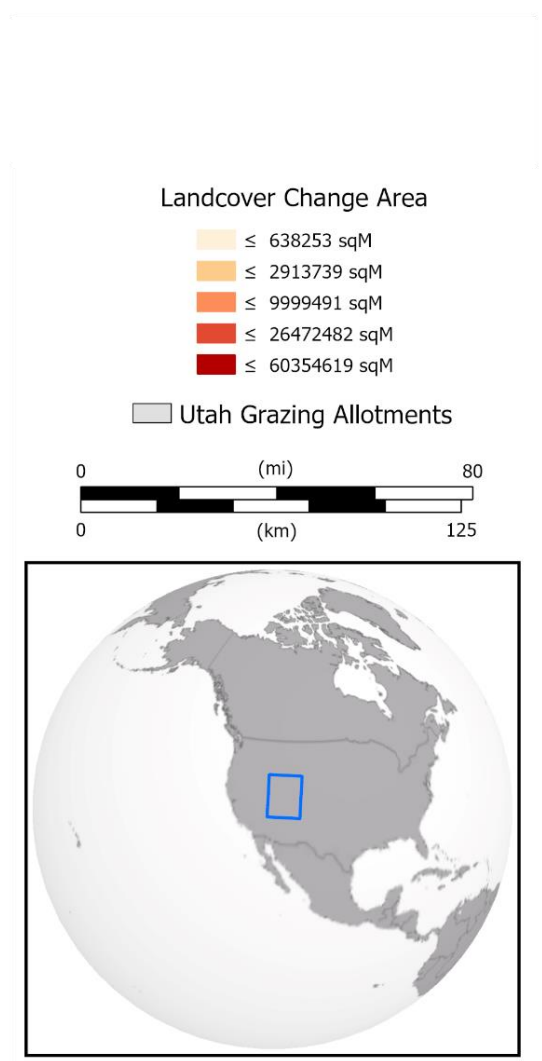 Landcover Change Area
≤ 638253 sqM
≤ 2913739 sqM
≤ 9999491 sqM
≤ 26472482 sqM
≤ 60354619 sqM
Utah Grazing Allotments
0 (mi) 80
0 (km) 125